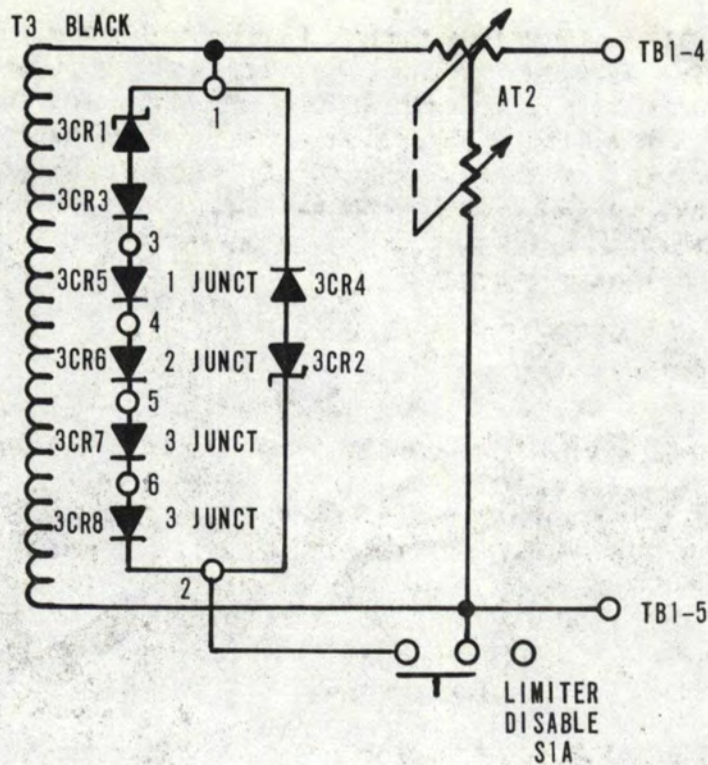 T3 BLACK
TB1-4
AT2
1
3CR1
3CR3
3
3CR5 1 JUNCT 3CR4
4
3CR6 2 JUNCT 3CR2
5
3CR7 3 JUNCT
6
3CR8 3 JUNCT
2
TB1-5
LIMITER
DISABLE
S1A